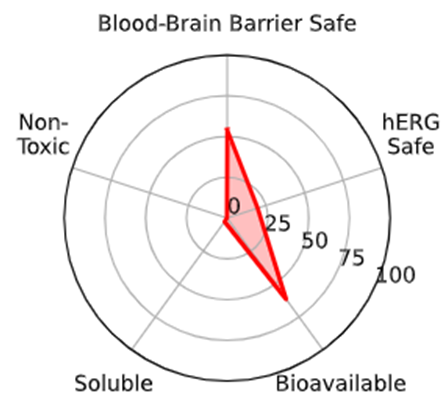 Blood-Brain Barrier Safe
Non-
Toxic
hERG
Safe
0
25
50
75
100
Soluble
Bioavailable